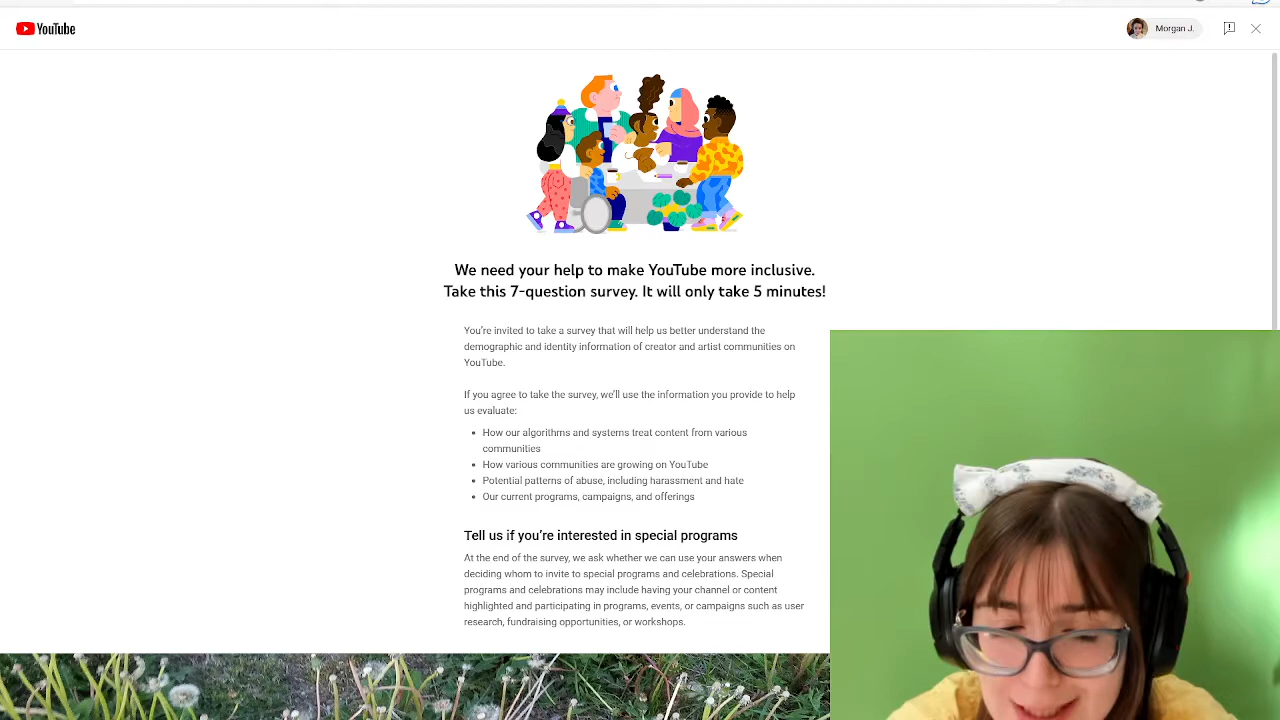 YouTube
Morgan J.
We need your help to make YouTube more inclusive.
Take this 7-question survey. It will only take 5 minutes!
You're invited to take a survey that will help us better understand the
demographic and identity information of creator and artist communities on
YouTube.
If you agree to take the survey, we'll use the information you provide to help
us evaluate:
• How our algorithms and systems treat content from various
communities
• How various communities are growing on YouTube
• Potential patterns of abuse, including harassment and hate
• Our current programs, campaigns, and offerings
Tell us if you're interested in special programs
At the end of the survey, we ask whether we can use your answers when
deciding whom to invite to special programs and celebrations. Special
programs and celebrations may include having your channel or content
highlighted and participating in programs, events, or campaigns such as user
research, fundraising opportunities, or workshops.